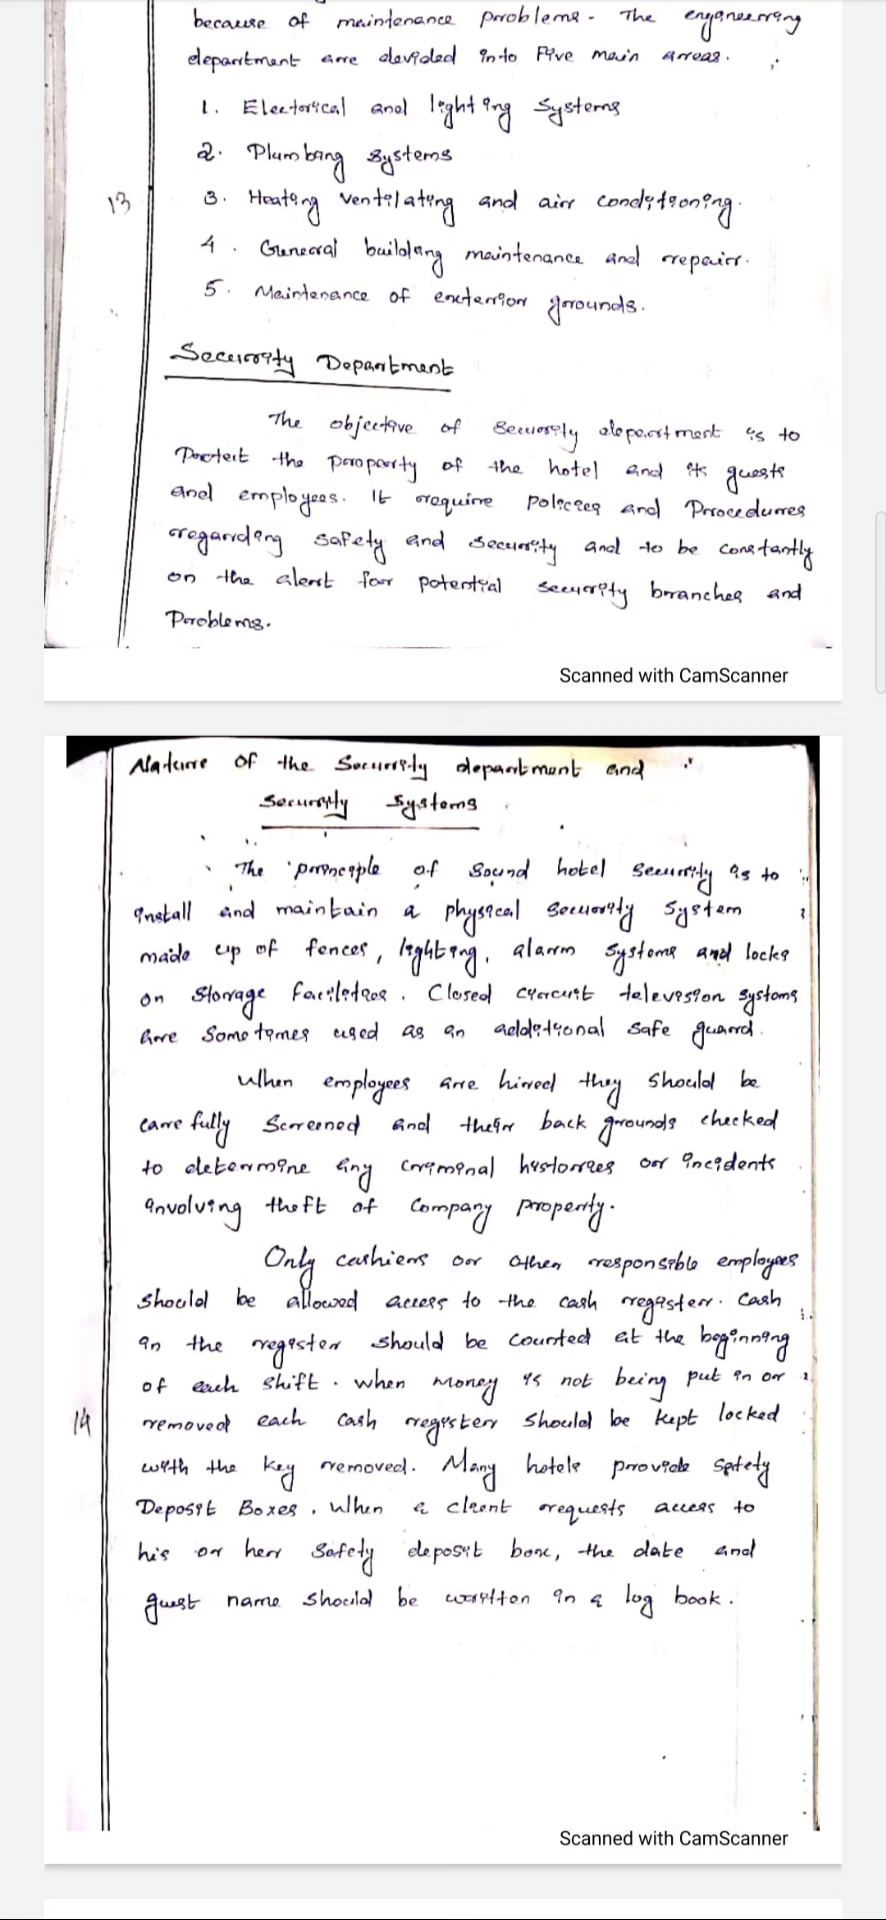 because of maintenance problems. The engineering
department are devided into Five main areas.
1. Electorical and lighting Systems
2. Plumbing systems
3. Heating ventilating and air conditioning.
13
4. General building maintenance and repair.
5. Maintenance of exterior grounds.
Security Department
The objective of security department is to
Protect the property of the hotel and its guests
and employees. It require policies and Procedures
regarding safety and security and to be constantly
on the alert for potential security branches and
Problems.
Scanned with CamScanner
Nature of the Security department and
Security Systems
The principle of Sound hotel security is to
install and maintain a physical security system
made up of fences, lighting, alarm systems and locks
on storage facilities. Closed circuit television systems
are Sometimes used as an additional safe guard.
When employees are hired they should be
care fully Screened and their back grounds checked
to determine any criminal histories or incidents
involving theft of Company property.
Only cashiers or other responsible employees
should be allowed access to the cash register. Cash
in the register should be counted at the beginning
of each shift. when money is not being put in or
14
removed each cash register should be kept locked
with the key removed. Many hotels provide safety
Deposit Boxes. When a client requests access to
his or her Safety deposit box, the date and
guest name should be written in a log book.
Scanned with CamScanner